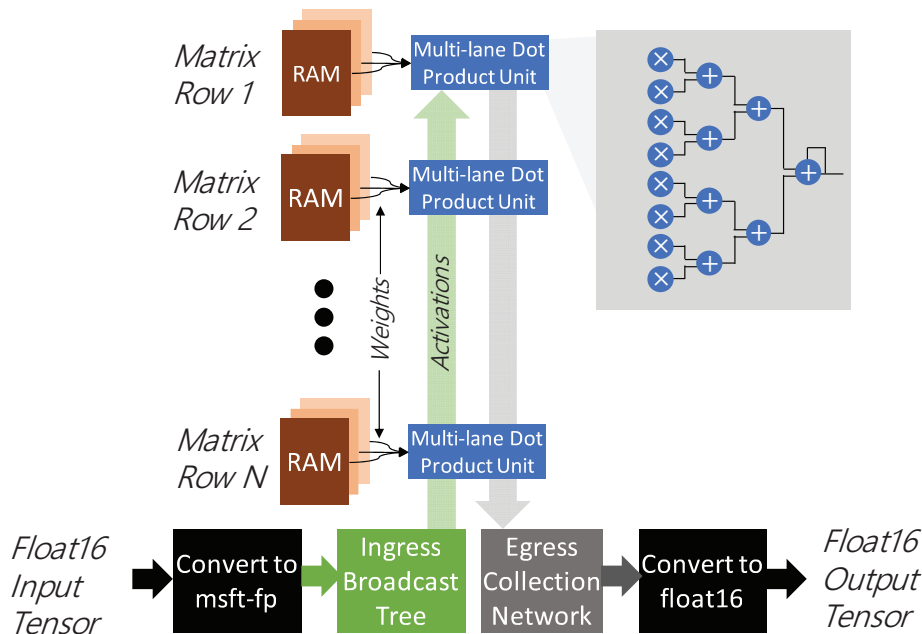 Matrix
Row 1
RAM
Multi-lane Dot
Product Unit
Matrix
Row 2
RAM
Multi-lane Dot
Product Unit
Weights
Activations
Matrix
Row N
RAM
Multi-lane Dot
Product Unit
Float16
Input
Tensor
Convert to
msft-fp
Ingress
Broadcast
Tree
Egress
Collection
Network
Convert to
float16
Float16
Output
Tensor